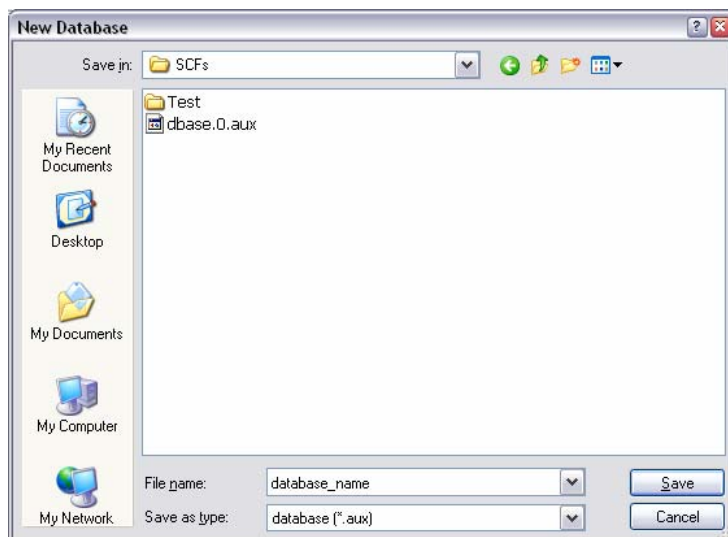 New Database
Save in: SCFs
Test
dbase.0.aux
My Recent
Documents
Desktop
My Documents
My Computer
My Network
File name: database_name Save
Save as type: database (*.aux) Cancel